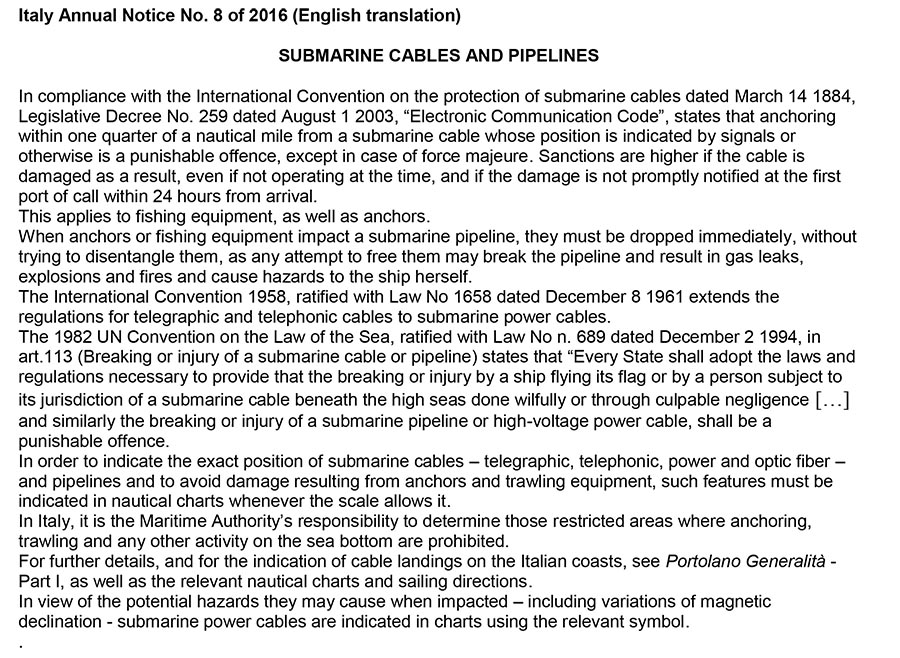 Italy Annual Notice No. 8 of 2016 (English translation)
SUBMARINE CABLES AND PIPELINES
In compliance with the International Convention on the protection of submarine cables dated March 14 1884,
Legislative Decree No. 259 dated August 1 2003, “Electronic Communication Code”, states that anchoring
within one quarter of a nautical mile from a submarine cable whose position is indicated by signals or
otherwise is a punishable offence, except in case of force majeure. Sanctions are higher if the cable is
damaged as a result, even if not operating at the time, and if the damage is not promptly notified at the first
port of call within 24 hours from arrival.
This applies to fishing equipment, as well as anchors.
When anchors or fishing equipment impact a submarine pipeline, they must be dropped immediately, without
trying to disentangle them, as any attempt to free them may break the pipeline and result in gas leaks,
explosions and fires and cause hazards to the ship herself.
The International Convention 1958, ratified with Law No 1658 dated December 8 1961 extends the
regulations for telegraphic and telephonic cables to submarine power cables.
The 1982 UN Convention on the Law of the Sea, ratified with Law No n. 689 dated December 2 1994, in
art.113 (Breaking or injury of a submarine cable or pipeline) states that “Every State shall adopt the laws and
regulations necessary to provide that the breaking or injury by a ship flying its flag or by a person subject to
its jurisdiction of a submarine cable beneath the high seas done wilfully or through culpable negligence […]
and similarly the breaking or injury of a submarine pipeline or high-voltage power cable, shall be a
punishable offence.
In order to indicate the exact position of submarine cables – telegraphic, telephonic, power and optic fiber –
and pipelines and to avoid damage resulting from anchors and trawling equipment, such features must be
indicated in nautical charts whenever the scale allows it.
In Italy, it is the Maritime Authority’s responsibility to determine those restricted areas where anchoring,
trawling and any other activity on the sea bottom are prohibited.
For further details, and for the indication of cable landings on the Italian coasts, see Portolano Generalità -
Part I, as well as the relevant nautical charts and sailing directions.
In view of the potential hazards they may cause when impacted – including variations of magnetic
declination - submarine power cables are indicated in charts using the relevant symbol.
.